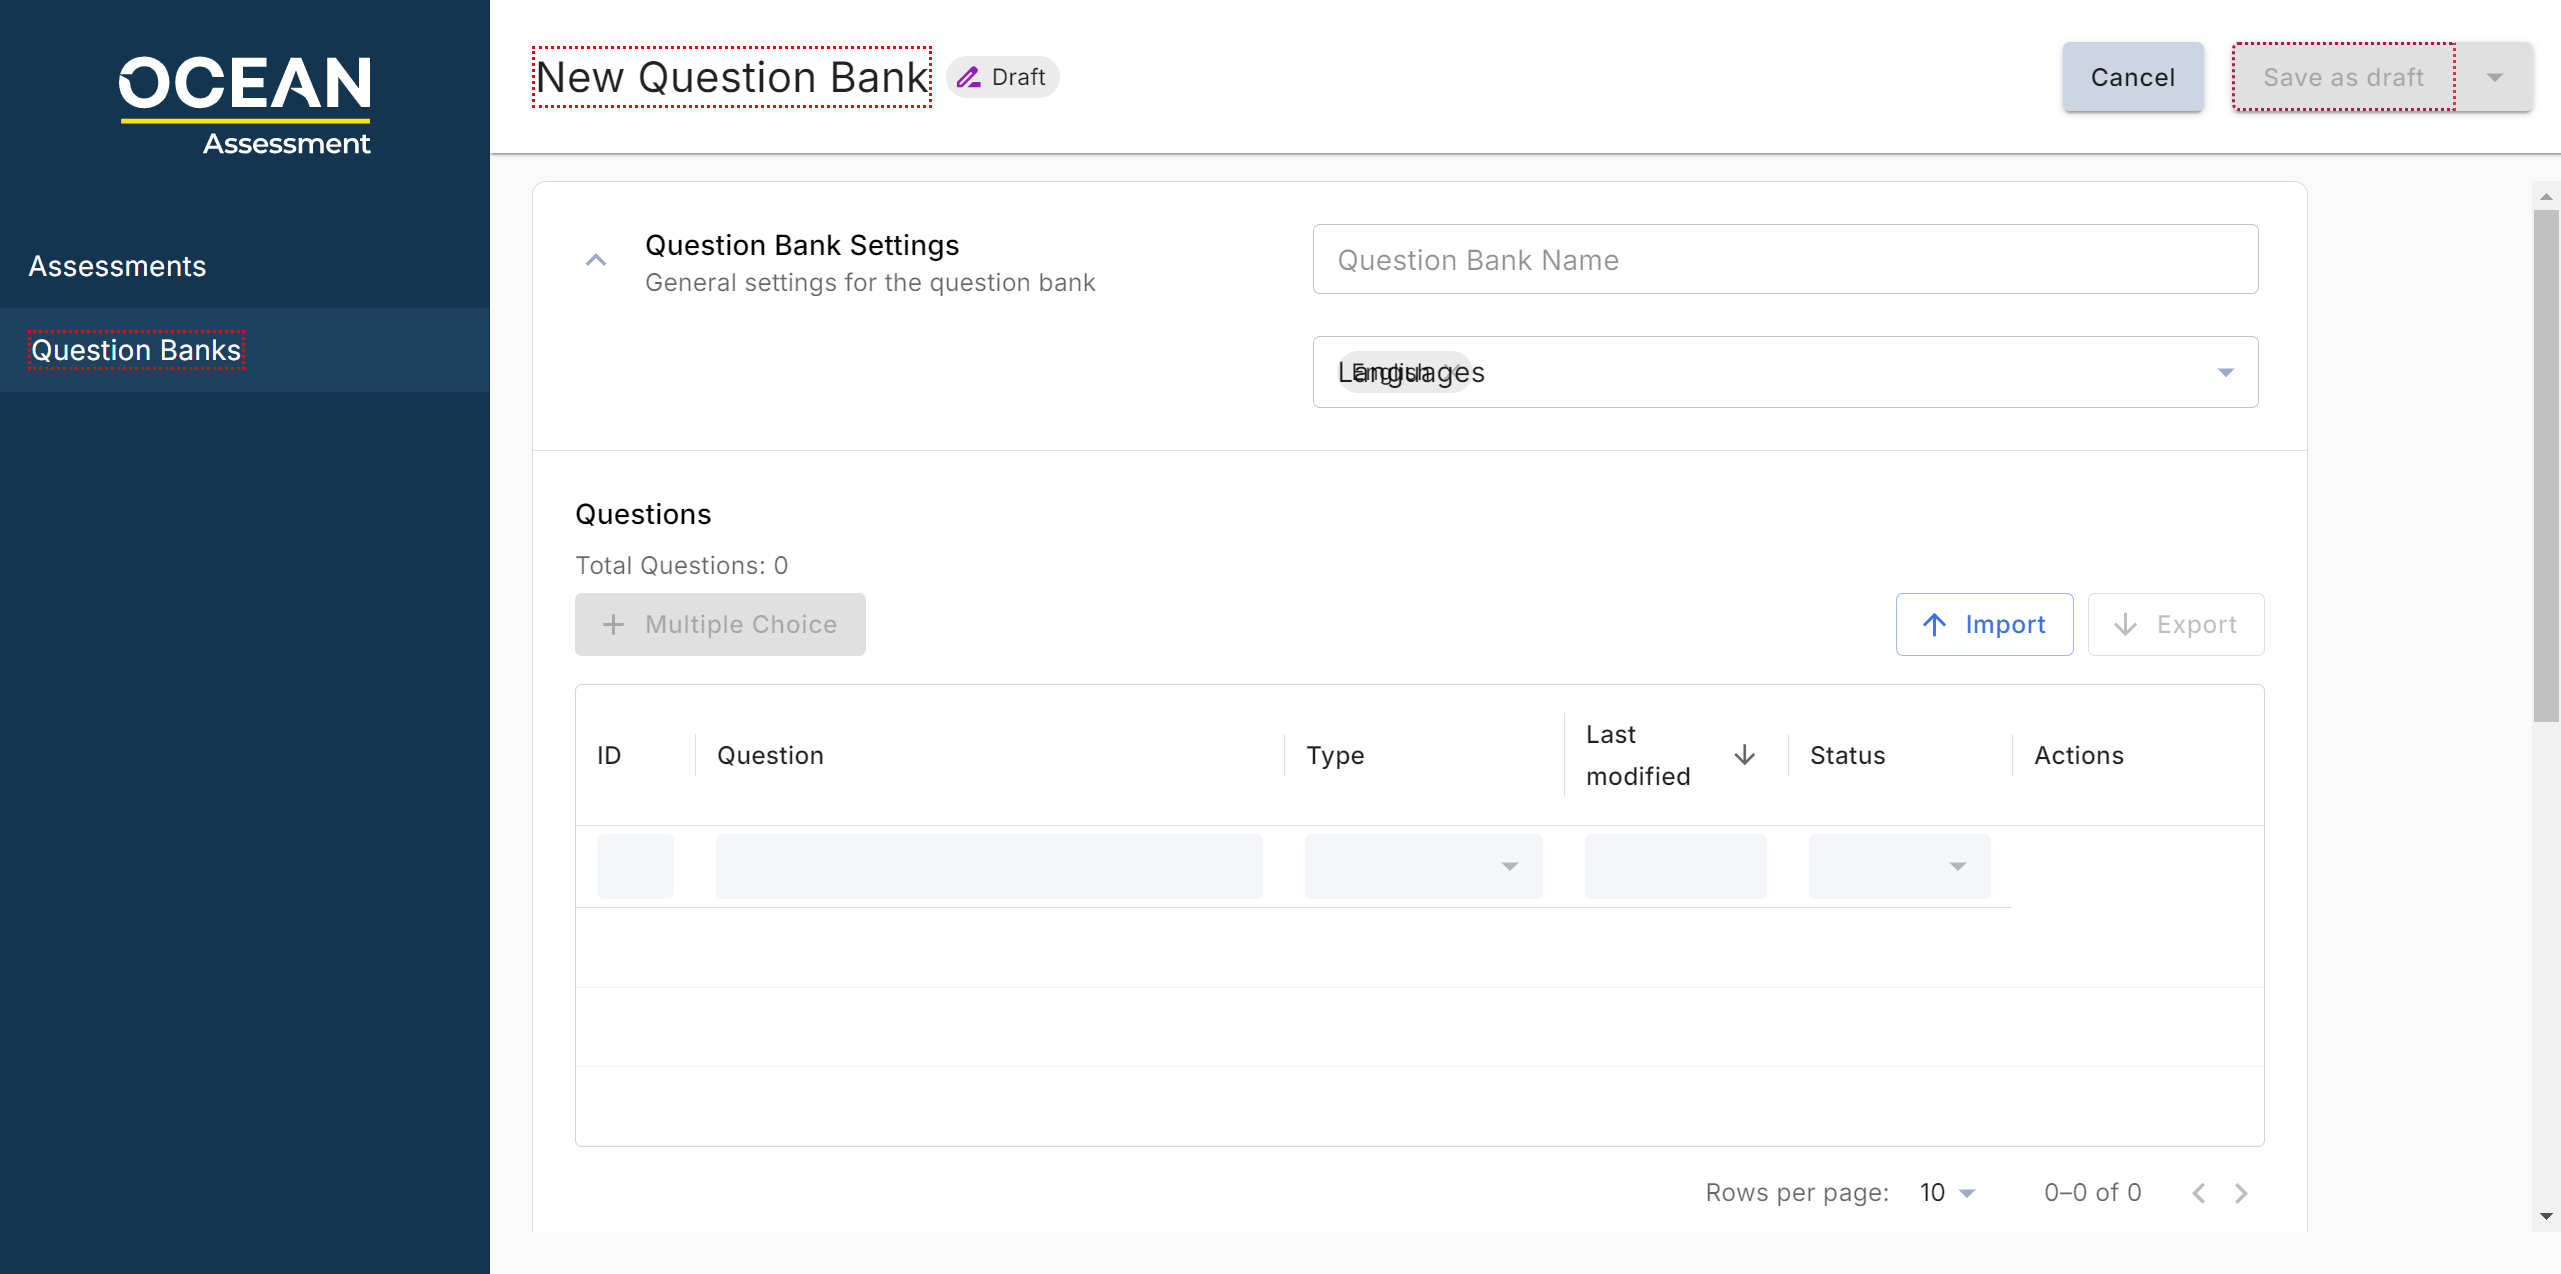 OCEAN
Assessment
Assessments
Question Banks
New Question Bank
Draft
Cancel
Save as draft
Question Bank Settings
General settings for the question bank
Question Bank Name
Languages
English
Questions
Total Questions: 0
Multiple Choice
Import
Export
ID
Question
Type
Last
modified
Status
Actions
Rows per page:
10
0–0 of 0